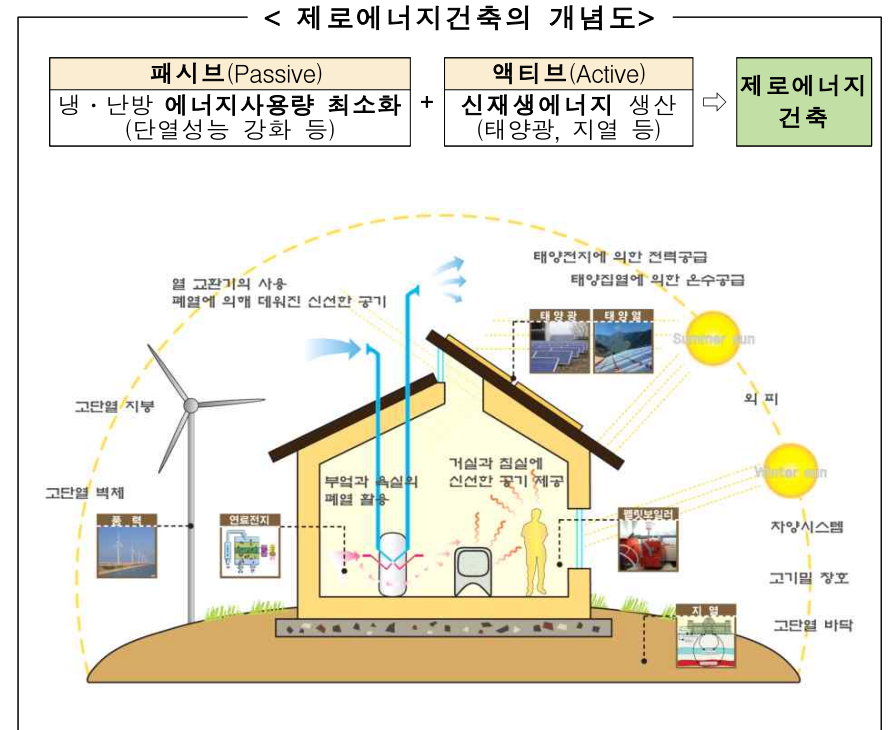 < 제로에너지건축의 개념도>
패시브(Passive)
냉·난방 에너지사용량 최소화
(단열성능 강화 등)
+
액티브(Active)
신재생에너지 생산
(태양광, 지열 등)
⇨
제로에너지
건축
태양전지에 의한 전력공급
태양집열에 의한 온수공급
열 교환기의 사용
폐열에 의해 데워진 신선한 공기
태양광
태양열
Summer sun
외 피
고단열 지붕
거실과 침실에
신선한 공기 제공
부엌과 욕실의
폐열 활용
Winter sun
고단열 벽체
풍 력
연료전지
펠릿보일러
차양시스템
고기밀 창호
지 열
고단열 바닥